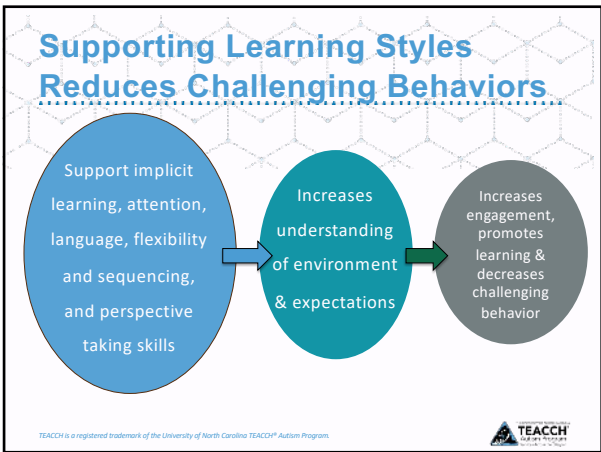 Supporting Learning Styles
Reduces Challenging Behaviors
Support implicit
learning, attention,
language, flexibility
and sequencing,
and perspective
taking skills
Increases
understanding
of environment
& expectations
Increases
engagement,
promotes
learning &
decreases
challenging
behavior
TEACCH is a registered trademark of the University of North Carolina TEACCH® Autism Program.
TEACCH®
Autism Program